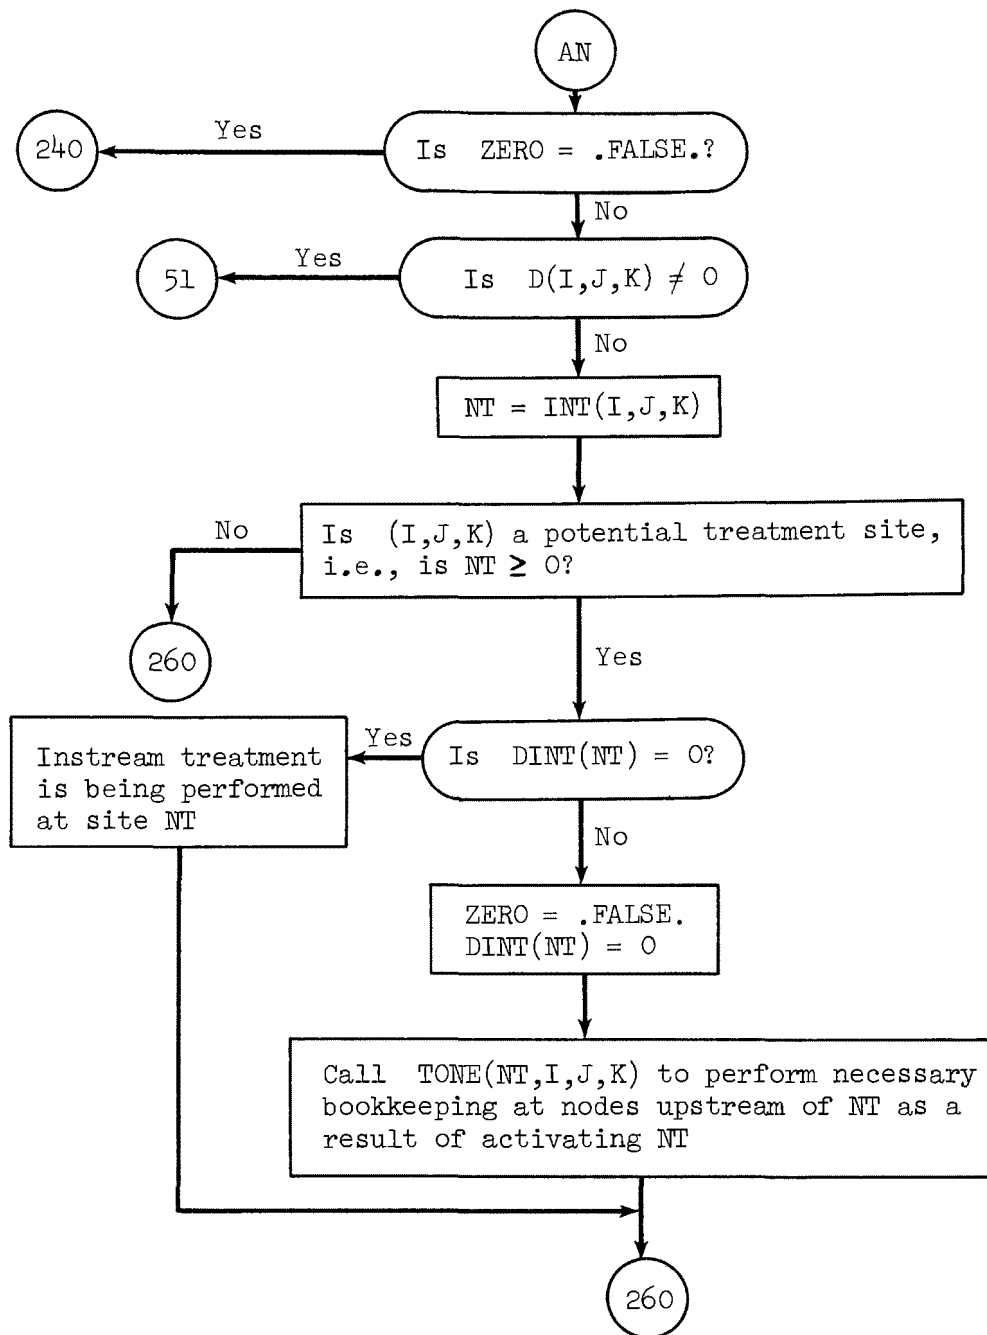 AN
Yes
240
Is ZERO = .FALSE.?
No
Yes
51
Is D(I,J,K) ≠ 0
No
NT = INT(I,J,K)
No
Is (I,J,K) a potential treatment site,
i.e., is NT ≥ 0?
260
Yes
Yes
Is DINT(NT) = 0?
Instream treatment
is being performed
at site NT
No
ZERO = .FALSE.
DINT(NT) = 0
Call TONE(NT,I,J,K) to perform necessary
bookkeeping at nodes upstream of NT as a
result of activating NT
260